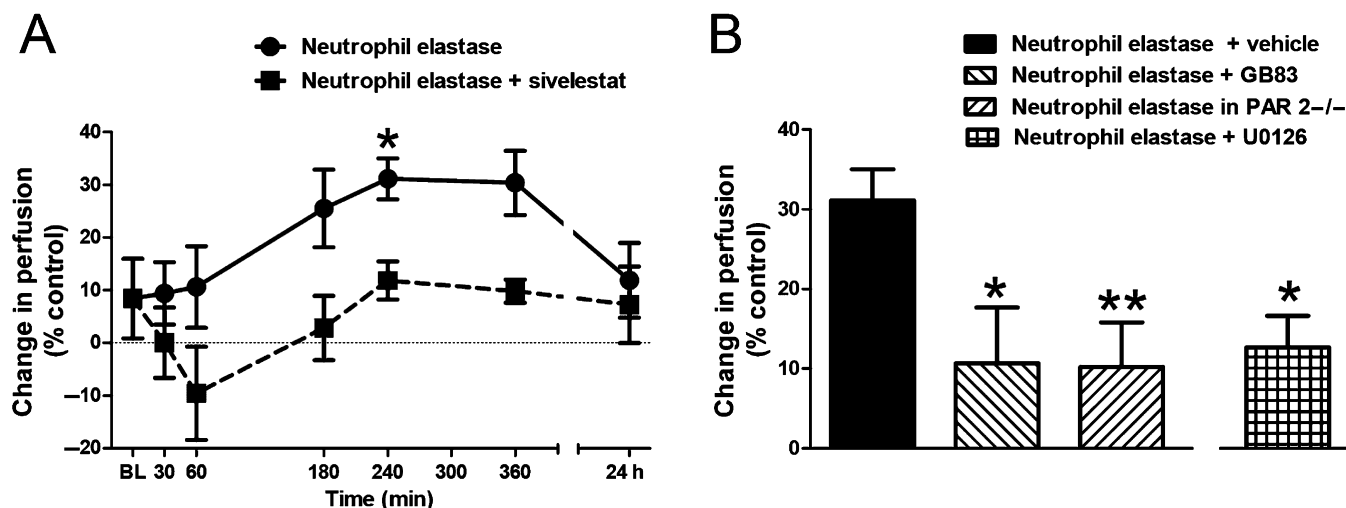 A
Neutrophil elastase
Neutrophil elastase + sivelestat
*
Change in perfusion
(% control)
40
30
20
10
0
–10
–20
BL 30 60 180 240 300 360 24 h
Time (min)
B
Neutrophil elastase + vehicle
Neutrophil elastase + GB83
Neutrophil elastase in PAR 2–/–
Neutrophil elastase + U0126
Change in perfusion
(% control)
40
30
20
10
0
* ** *